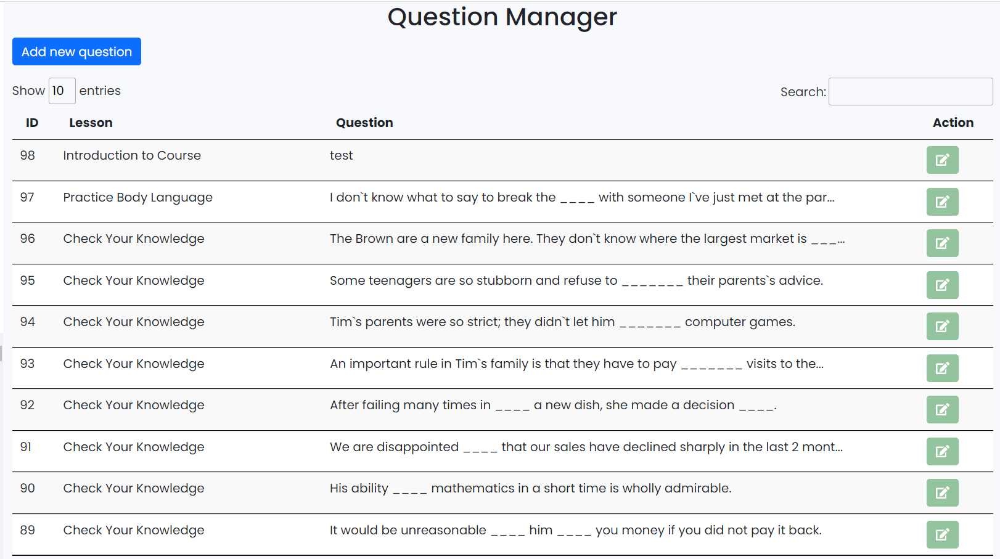 Question Manager
Add new question
Show 10 entries
Search:
ID Lesson Question Action
98 Introduction to Course test
97 Practice Body Language I don`t know what to say to break the ____ with someone I`ve just met at the par...
96 Check Your Knowledge The Brown are a new family here. They don`t know where the largest market is ___...
95 Check Your Knowledge Some teenagers are so stubborn and refuse to _______ their parents`s advice.
94 Check Your Knowledge Tim`s parents were so strict; they didn`t let him _______ computer games.
93 Check Your Knowledge An important rule in Tim`s family is that they have to pay _______ visits to the...
92 Check Your Knowledge After failing many times in ____ a new dish, she made a decision ____.
91 Check Your Knowledge We are disappointed ____ that our sales have declined sharply in the last 2 mont...
90 Check Your Knowledge His ability ____ mathematics in a short time is wholly admirable.
89 Check Your Knowledge It would be unreasonable ____ him ____ you money if you did not pay it back.